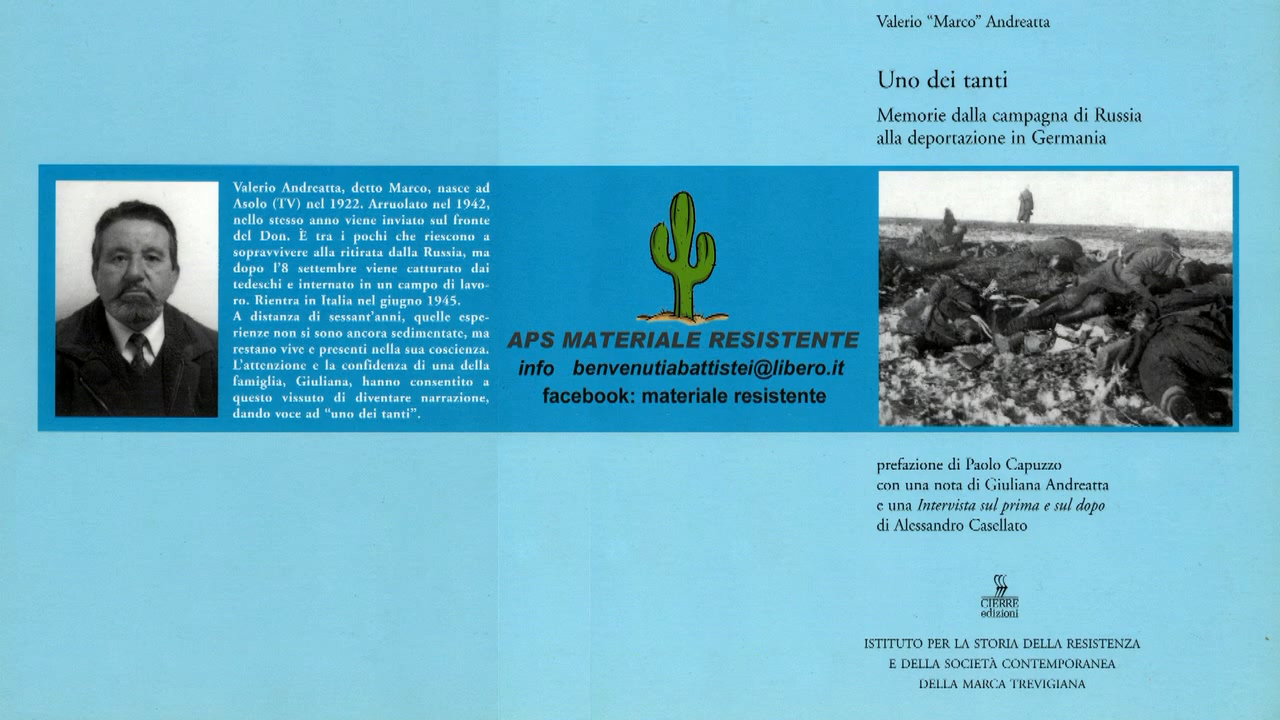 Valerio “Marco” Andreatta
Uno dei tanti
Memorie dalla campagna di Russia
alla deportazione in Germania
Valerio Andreatta, detto Marco, nasce ad
Asolo (TV) nel 1922. Arruolato nel 1942,
nello stesso anno viene inviato sul fronte
del Don. È tra i pochi che riescono a
sopravvivere alla ritirata dalla Russia, ma
dopo l’8 settembre viene catturato dai
tedeschi e internato in un campo di lavo-
ro. Rientra in Italia nel giugno 1945.
A distanza di sessant’anni, quelle espe-
rienze non si sono ancora sedimentate, ma
restano vive e presenti nella sua coscienza.
L’attenzione e la confidenza di una della
famiglia, Giuliana, hanno consentito a
questo vissuto di diventare narrazione,
dando voce ad “uno dei tanti”.
APS MATERIALE RESISTENTE
info benvenutiabattistei@libero.it
facebook: materiale resistente
prefazione di Paolo Capuzzo
con una nota di Giuliana Andreatta
e una Intervista sul prima e sul dopo
di Alessandro Casellato
CIERRE
edizioni
ISTITUTO PER LA STORIA DELLA RESISTENZA
E DELLA SOCIETÀ CONTEMPORANEA
DELLA MARCA TREVIGIANA